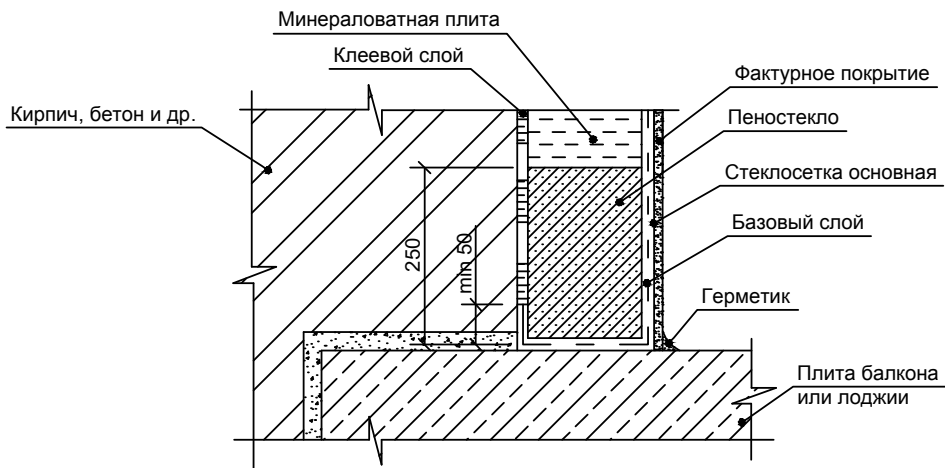 Минераловатная плита
Клеевой слой
Фактурное покрытие
Кирпич, бетон и др.
Пеностекло
Стеклосетка основная
Базовый слой
250
min 50
Герметик
Плита балкона
или лоджии